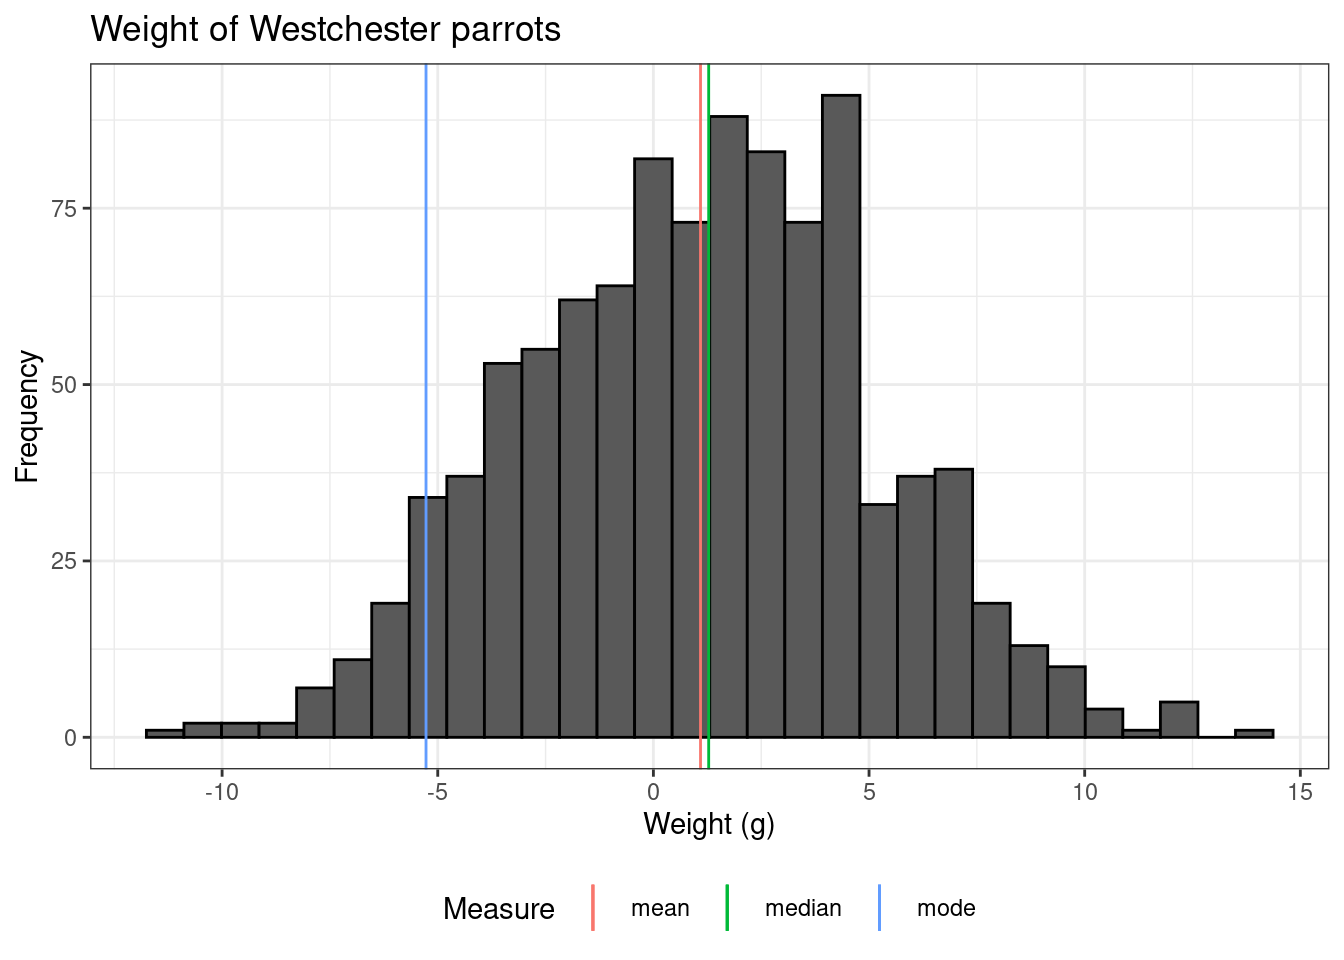 Weight of Westchester parrots
Frequency
75
50
25
0
-10 -5 0 5 10 15
Weight (g)
Measure mean median mode